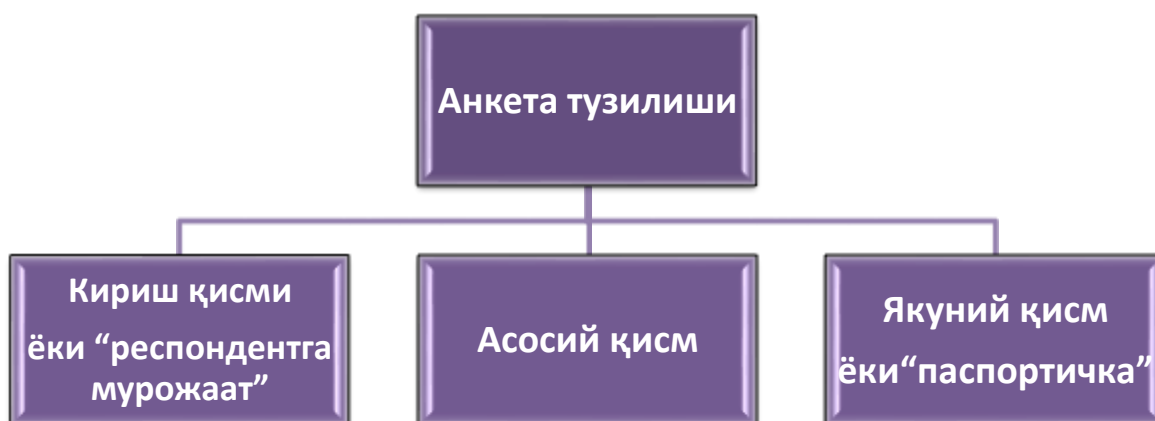 Анкета тузилиши
Кириш қисми
ёки “респондентга
мурожаат”
Асосий қисм
Якуний қисм
ёки“паспортичка”